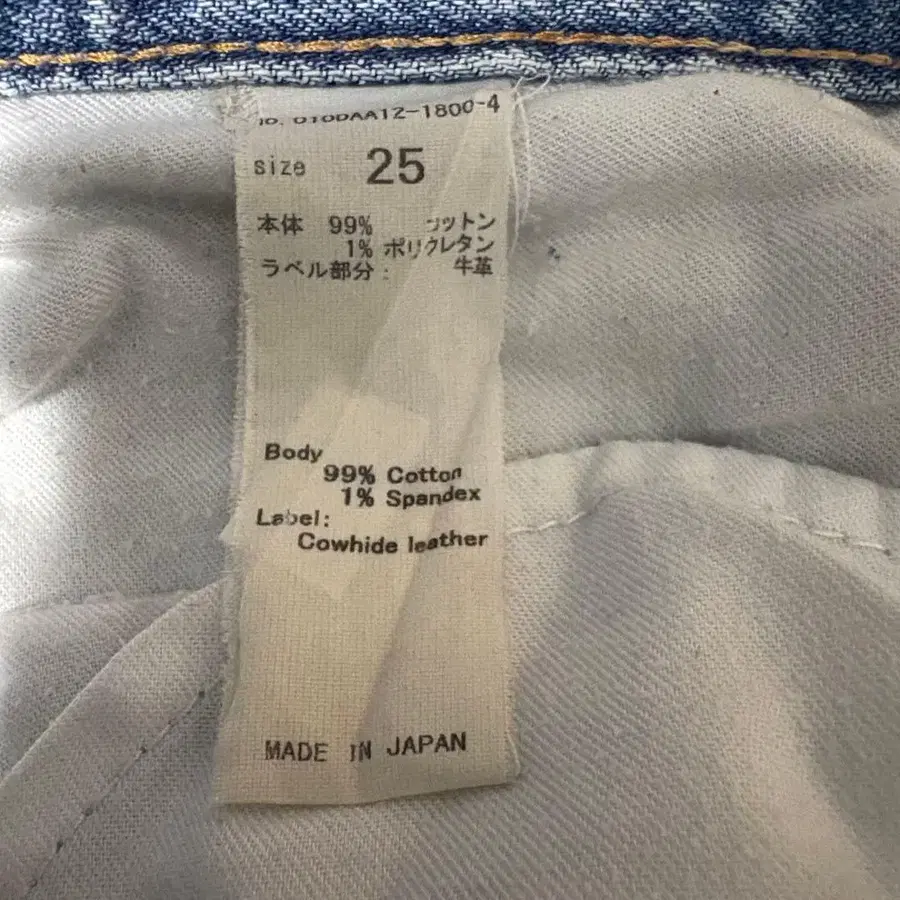 size 25
本体 99% コットン
1% ポリウレタン
ラベル部分: 牛革
Body
99% Cotton
1% Spandex
Label:
Cowhide leather
MADE IN JAPAN